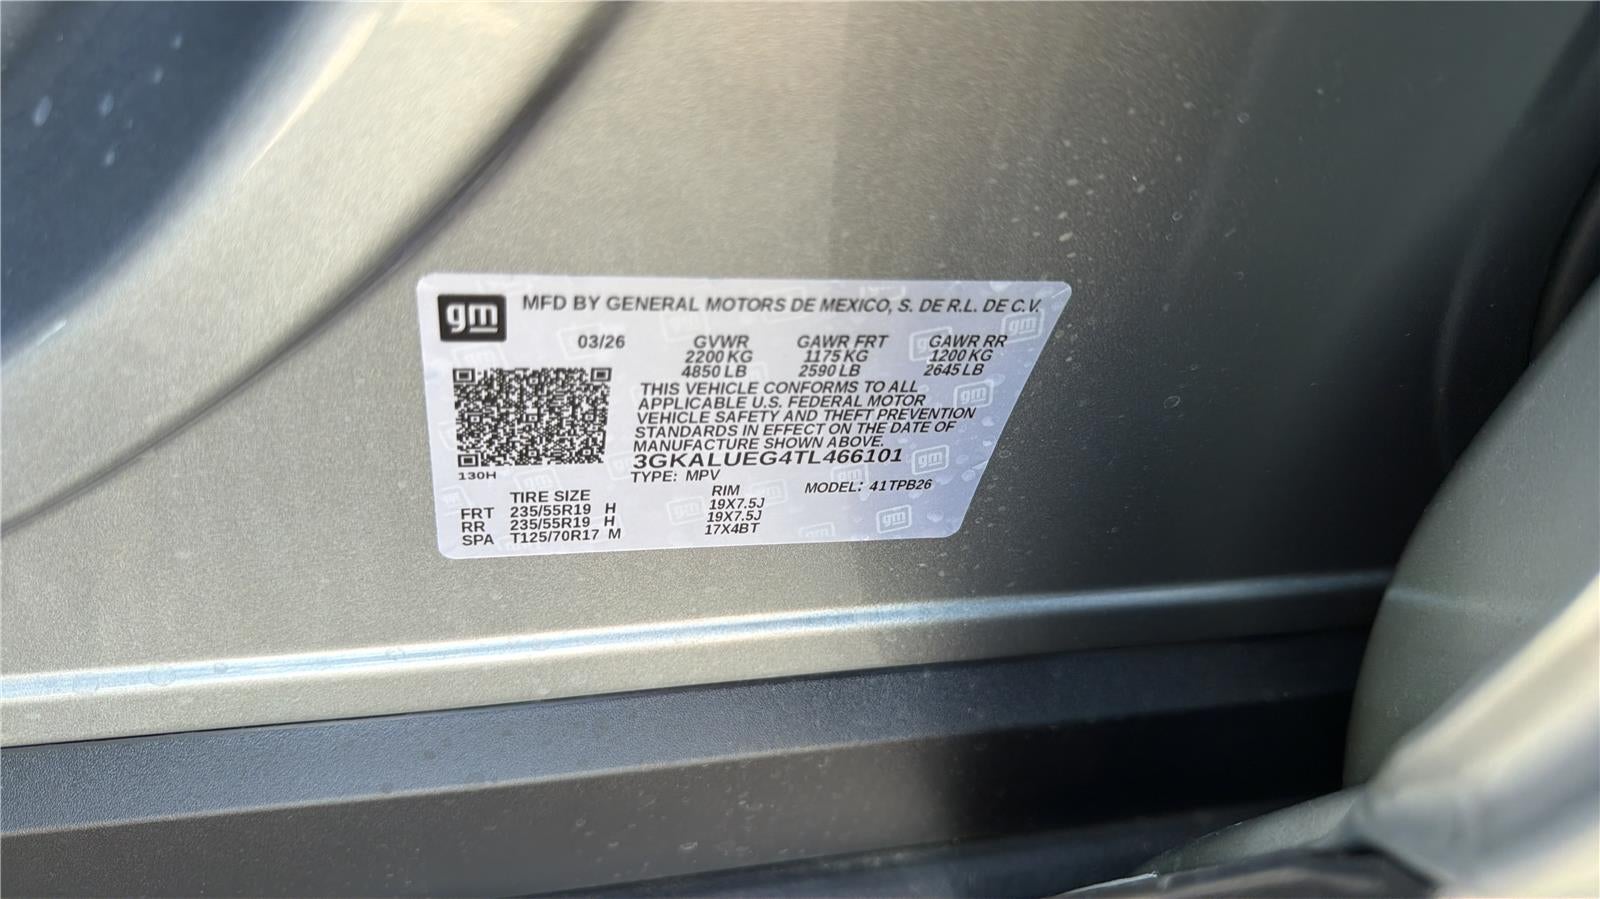 gm MFD BY GENERAL MOTORS DE MEXICO, S. DE R.L. DE C.V.
03/26 GVWR GAWR FRT GAWR RR
2200 KG 1175 KG 1200 KG
4850 LB 2590 LB 2645 LB
THIS VEHICLE CONFORMS TO ALL
APPLICABLE U.S. FEDERAL MOTOR
VEHICLE SAFETY AND THEFT PREVENTION
STANDARDS IN EFFECT ON THE DATE OF
MANUFACTURE SHOWN ABOVE.
3GKALUEG4TL466101
130H TYPE: MPV MODEL: 41TPB26
TIRE SIZE RIM
FRT 235/55R19 H 19X7.5J
RR 235/55R19 H 19X7.5J
SPA T125/70R17 M 17X4BT